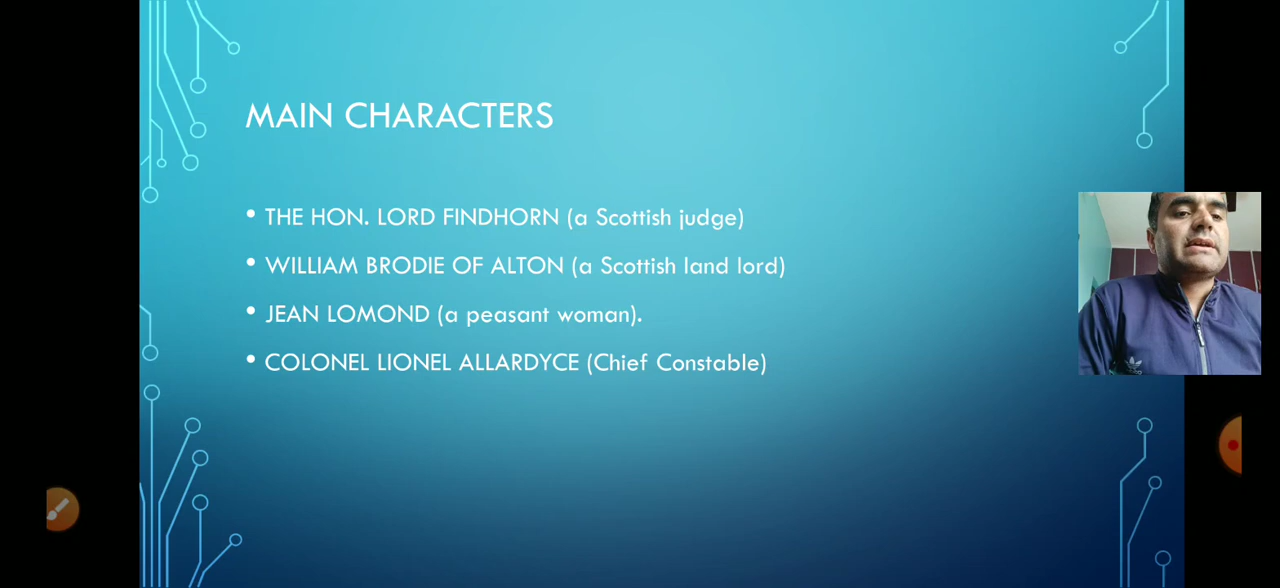 MAIN CHARACTERS
• THE HON. LORD FINDHORN (a Scottish judge)
• WILLIAM BRODIE OF ALTON (a Scottish land lord)
• JEAN LOMOND (a peasant woman).
• COLONEL LIONEL ALLARDYCE (Chief Constable)